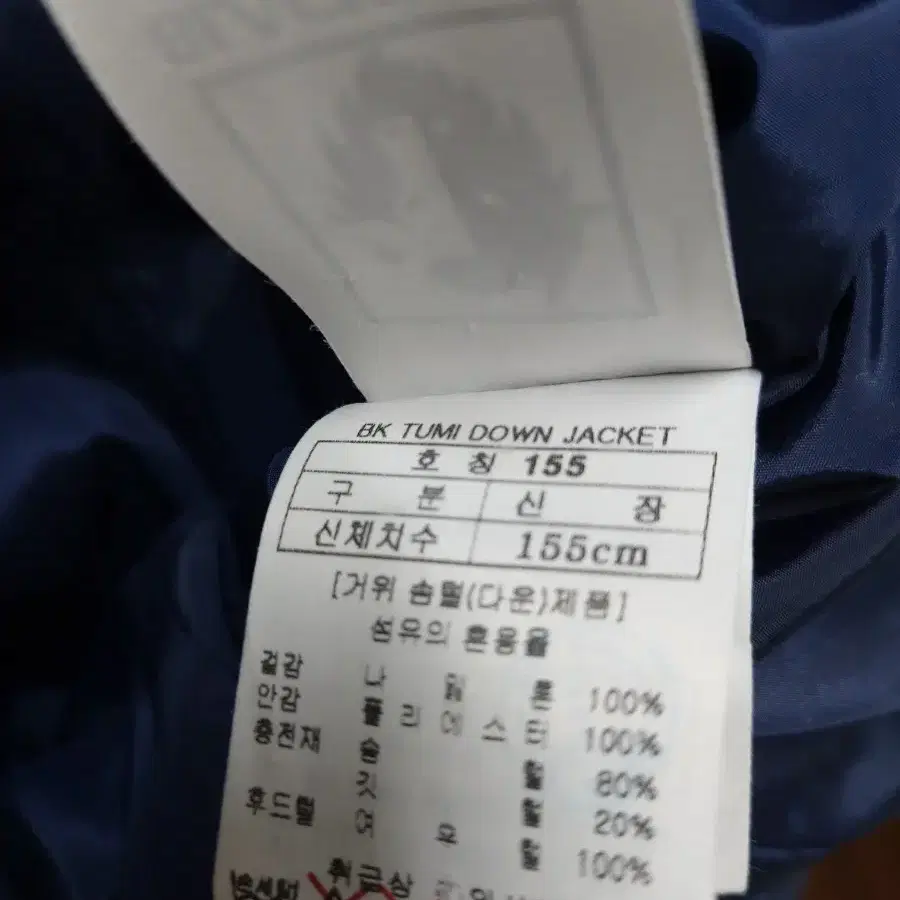 BK TUMI DOWN JACKET
호 칭 155
구 분 신 장
신체치수 155cm
[거위 솜털(다운)제품]
섬유의 혼용율
겉감 나 일 론 100%
안감 폴 리 에 스 터 100%
충전재 솜 털 80%
깃 털 20%
후드털 너 우 털 100%